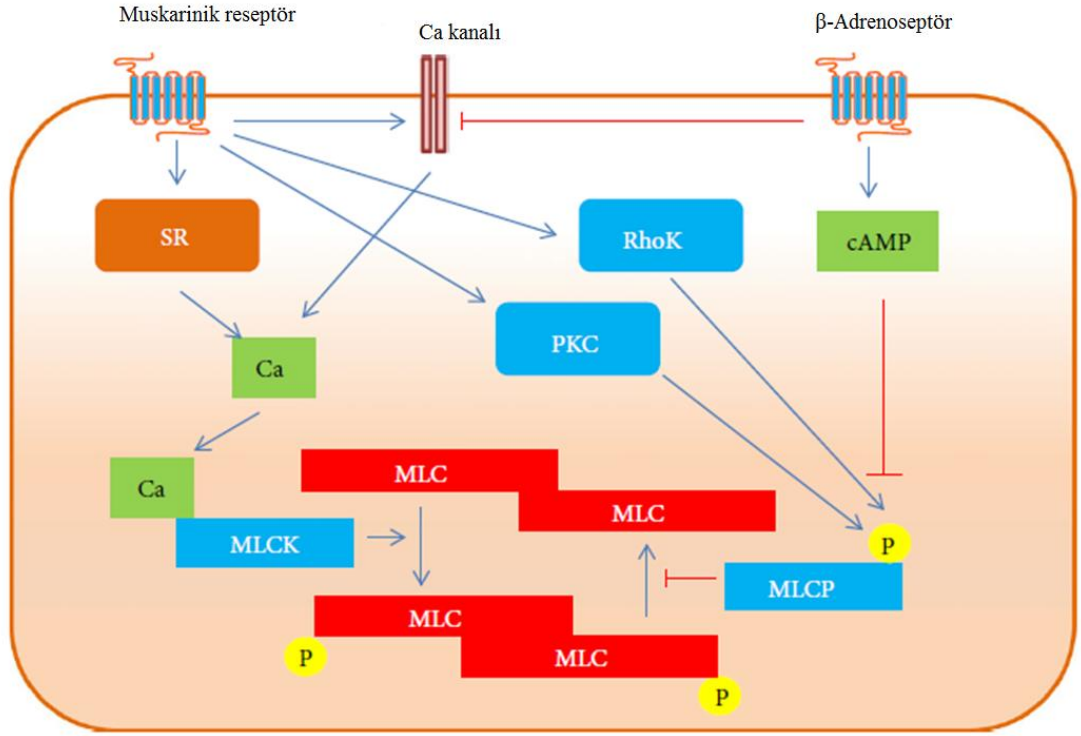 Muskarinik reseptör
Ca kanalı
β-Adrenoseptör
SR
RhoK
cAMP
PKC
Ca
MLC
Ca
MLC
MLCK
P
MLCP
MLC
P
MLC
P